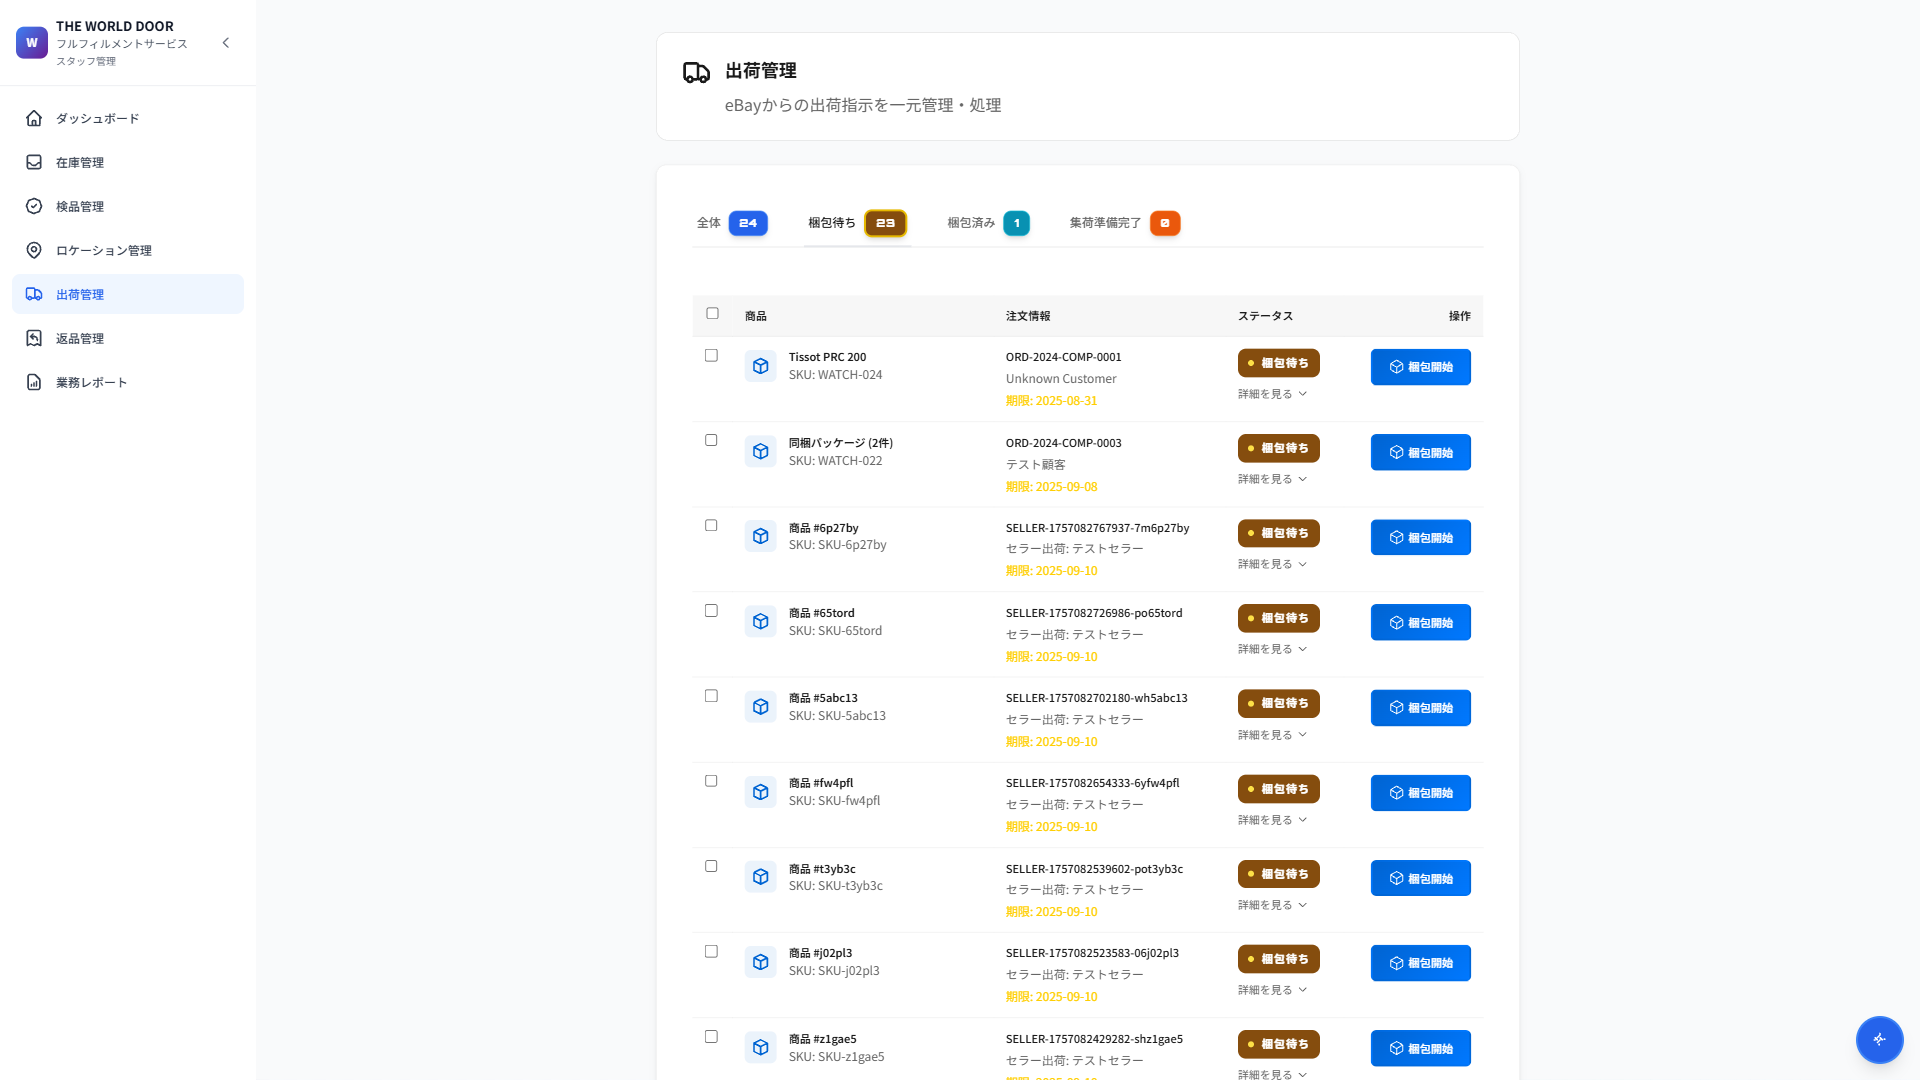 W
THE WORLD DOOR
フルフィルメントサービス
スタッフ管理
ダッシュボード
在庫管理
検品管理
ロケーション管理
出荷管理
返品管理
業務レポート
出荷管理
eBayからの出荷指示を一元管理・処理
全体 24 梱包待ち 23 梱包済み 1 集荷準備完了 0
商品 注文情報 ステータス 操作
Tissot PRC 200
SKU: WATCH-024
ORD-2024-COMP-0001
Unknown Customer
期限: 2025-08-31
梱包待ち
詳細を見る
梱包開始
同梱パッケージ (2件)
SKU: WATCH-022
ORD-2024-COMP-0003
テスト顧客
期限: 2025-09-08
梱包待ち
詳細を見る
梱包開始
商品 #6p27by
SKU: SKU-6p27by
SELLER-1757082767937-7m6p27by
セラー出荷: テストセラー
期限: 2025-09-10
梱包待ち
詳細を見る
梱包開始
商品 #65tord
SKU: SKU-65tord
SELLER-1757082726986-po65tord
セラー出荷: テストセラー
期限: 2025-09-10
梱包待ち
詳細を見る
梱包開始
商品 #5abc13
SKU: SKU-5abc13
SELLER-1757082702180-wh5abc13
セラー出荷: テストセラー
期限: 2025-09-10
梱包待ち
詳細を見る
梱包開始
商品 #fw4pfl
SKU: SKU-fw4pfl
SELLER-1757082654333-6yfw4pfl
セラー出荷: テストセラー
期限: 2025-09-10
梱包待ち
詳細を見る
梱包開始
商品 #t3yb3c
SKU: SKU-t3yb3c
SELLER-1757082539602-pot3yb3c
セラー出荷: テストセラー
期限: 2025-09-10
梱包待ち
詳細を見る
梱包開始
商品 #j02pl3
SKU: SKU-j02pl3
SELLER-1757082523583-06j02pl3
セラー出荷: テストセラー
期限: 2025-09-10
梱包待ち
詳細を見る
梱包開始
商品 #z1gae5
SKU: SKU-z1gae5
SELLER-1757082429282-shz1gae5
セラー出荷: テストセラー
梱包待ち
詳細を見る
梱包開始